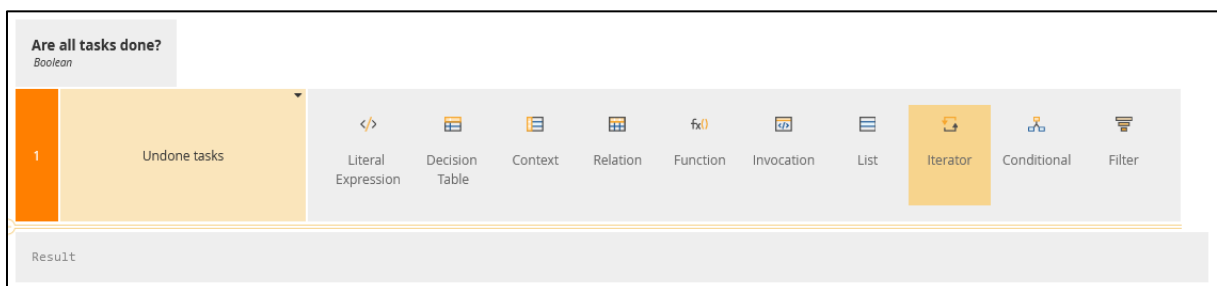 Are all tasks done?
Boolean
1
Undone tasks
</>
Literal
Expression
Decision
Table
Context
Relation
fx()
Function
</>
Invocation
List
Iterator
Conditional
Filter
Result